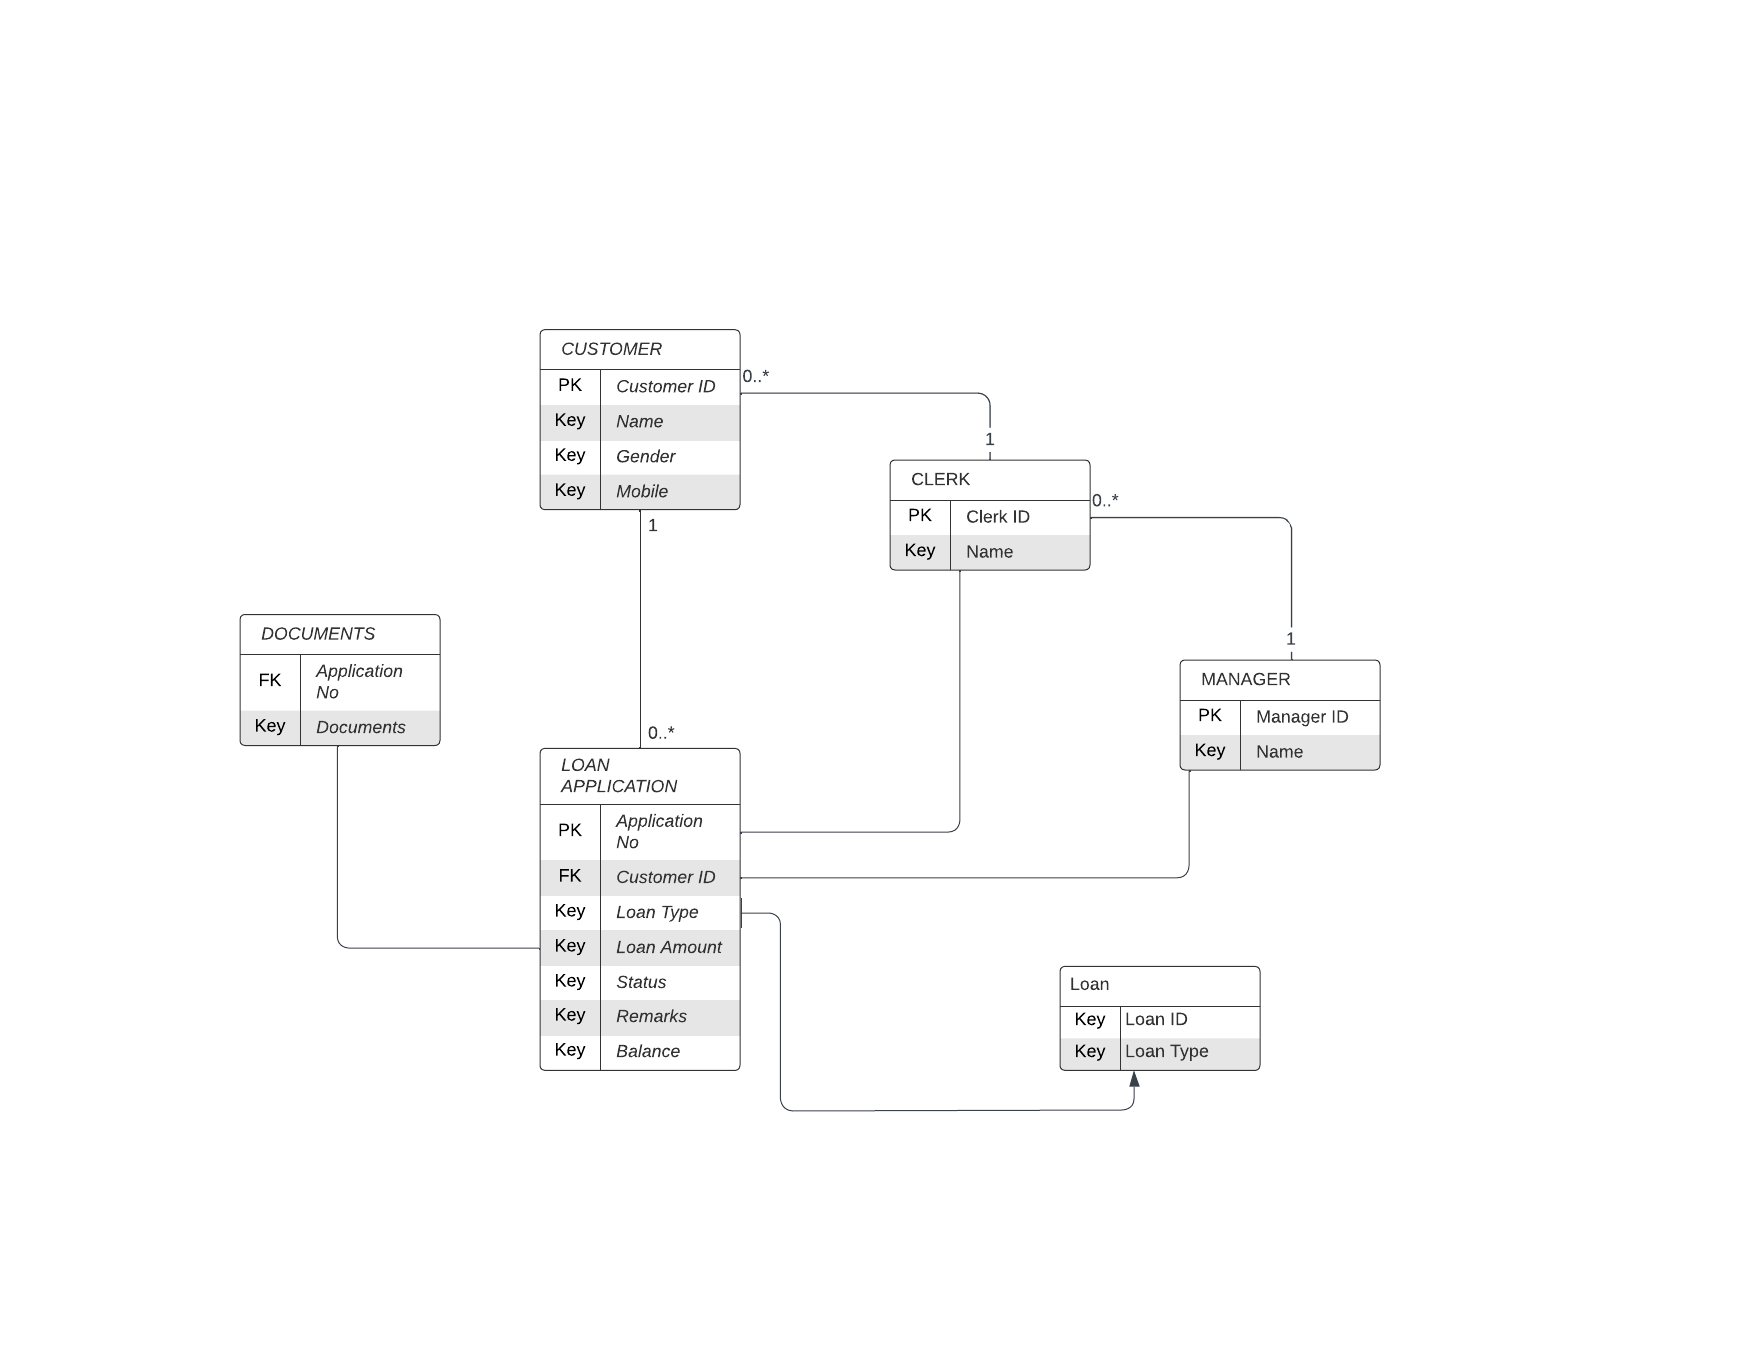 CUSTOMER
PK Customer ID
Key Name
Key Gender
Key Mobile
0..*
1
CLERK
PK Clerk ID
Key Name
0..*
1
1
0..*
DOCUMENTS
FK Application
No
Key Documents
MANAGER
PK Manager ID
Key Name
LOAN
APPLICATION
PK Application
No
FK Customer ID
Key Loan Type
Key Loan Amount
Key Status
Key Remarks
Key Balance
Loan
Key Loan ID
Key Loan Type